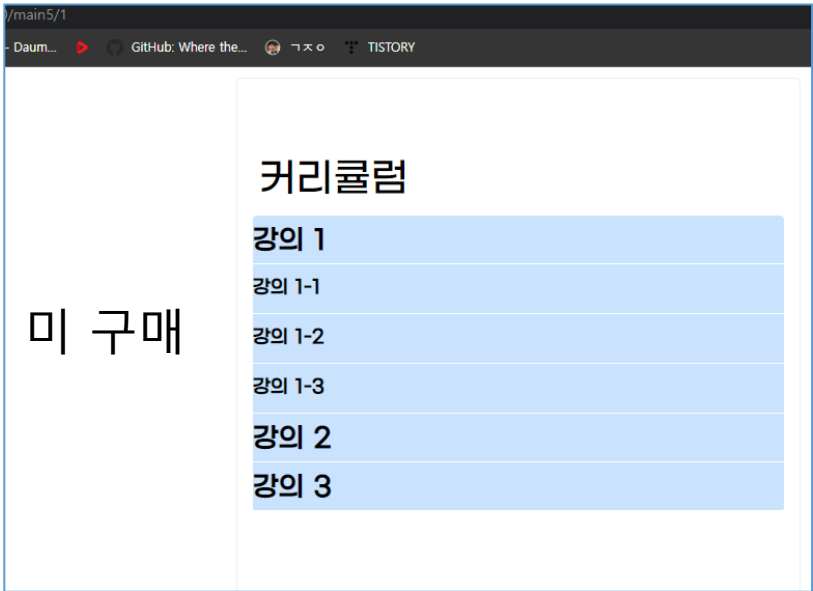 )/main5/1
- Daum...
GitHub: Where the...
ㄱㅈㅇ
TISTORY
커리큘럼
강의 1
강의 1-1
미 구매
강의 1-2
강의 1-3
강의 2
강의 3